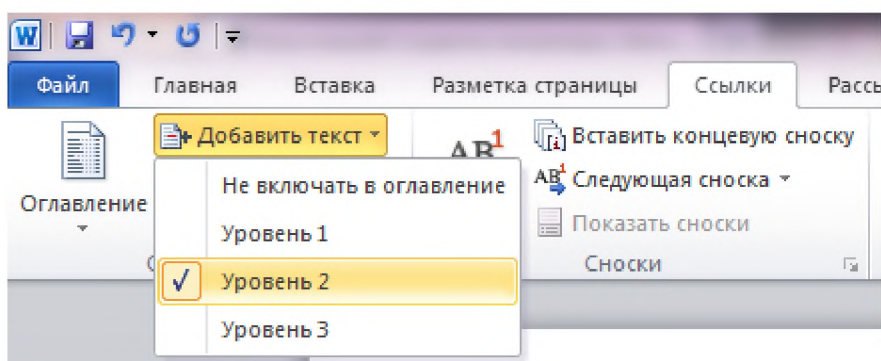 Файл Главная Вставка Разметка страницы Ссылки
Добавить текст
AB1 Вставить концевую сноску
Не включать в оглавление
AB1 Следующая сноска
Оглавление
Уровень 1
Показать сноски
Уровень 2
Сноски
Уровень 3